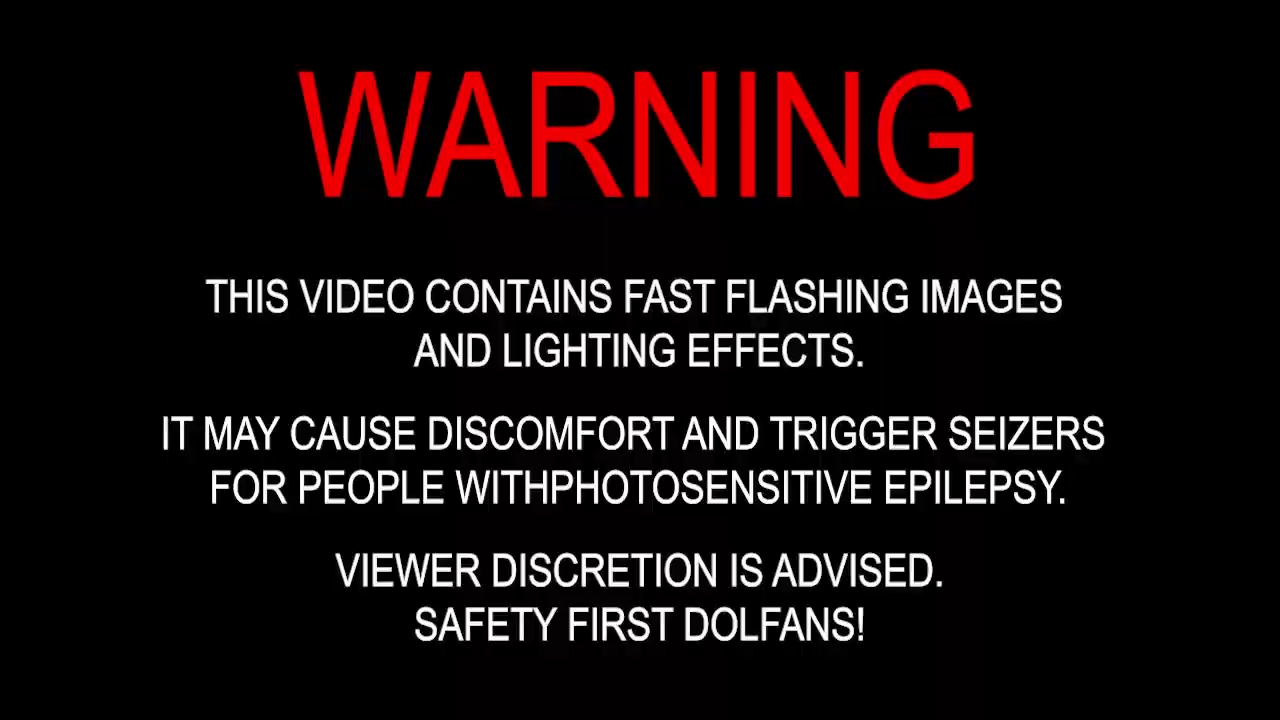 WARNING
THIS VIDEO CONTAINS FAST FLASHING IMAGES
AND LIGHTING EFFECTS.
IT MAY CAUSE DISCOMFORT AND TRIGGER SEIZERS
FOR PEOPLE WITHPHOTOSENSITIVE EPILEPSY.
VIEWER DISCRETION IS ADVISED.
SAFETY FIRST DOLFANS!